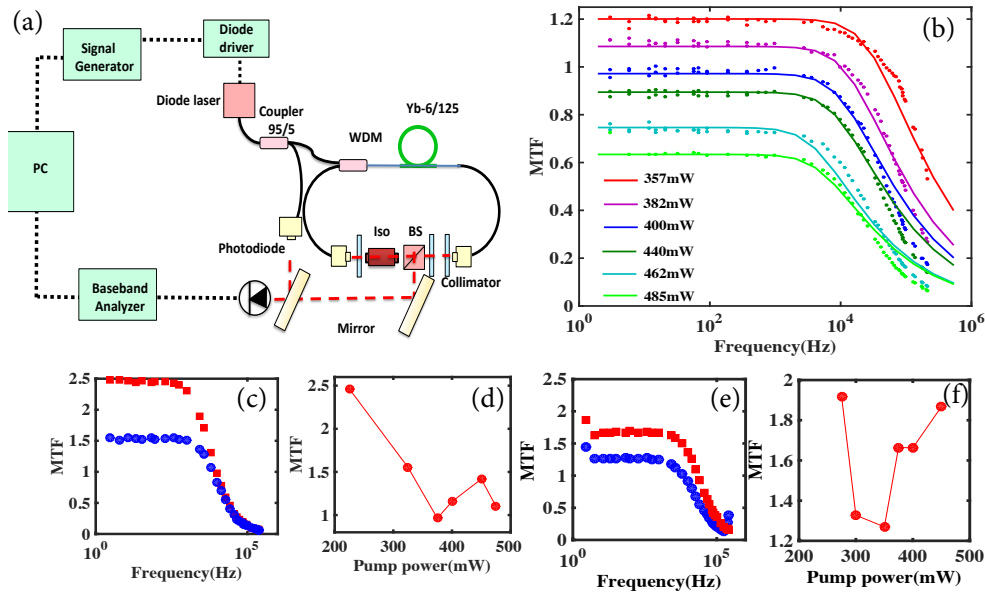 (a)
Signal
Generator
Diode
driver
Diode laser
Coupler
95/5
WDM
Yb-6/125
PC
Photodiode
Iso
BS
Collimator
Baseband
Analyzer
Mirror
(b)
MTF
1.2
1
0.8
0.6
0.4
0.2
0
357mW
382mW
400mW
440mW
462mW
485mW
10^0
10^2
10^4
10^6
Frequency(Hz)
(c)
MTF
2.5
2
1.5
1
0.5
0
10^0
10^5
Frequency(Hz)
(d)
MTF
2.5
2
1.5
1
200
300
400
500
Pump power(mW)
(e)
MTF
2.5
2
1.5
1
0.5
0
10^0
10^5
Frequency(Hz)
(f)
MTF
2
1.8
1.6
1.4
1.2
200
300
400
500
Pump power(mW)